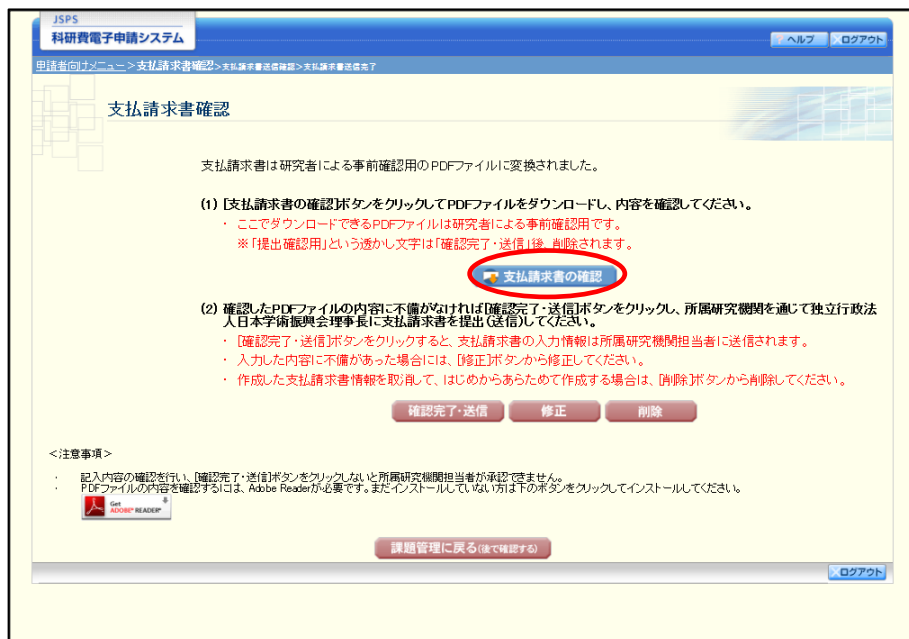 JSPS
科研費電子申請システム
? ヘルプ
×ログアウト
申請者向けメニュー>支払請求書確認>支払請求書送信確認>支払請求書送信完了
支払請求書確認
支払請求書は研究者による事前確認用のPDFファイルに変換されました。
(1) [支払請求書の確認]ボタンをクリックしてPDFファイルをダウンロードし、内容を確認してください。
・ ここでダウンロードできるPDFファイルは研究者による事前確認用です。
※「提出確認用」という透かし文字は「確認完了・送信」後、削除されます。
支払請求書の確認
(2) 確認したPDFファイルの内容に不備がなければ[確認完了・送信]ボタンをクリックし、所属研究機関を通じて独立行政法
人日本学術振興会理事長に支払請求書を提出(送信)してください。
・ [確認完了・送信]ボタンをクリックすると、支払請求書の入力情報は所属研究機関担当者に送信されます。
・ 入力した内容に不備があった場合には、[修正]ボタンから修正してください。
・ 作成した支払請求書情報を取消して、はじめからあらためて作成する場合は、[削除]ボタンから削除してください。
確認完了・送信
修正
削除
<注意事項>
・ 記入内容の確認を行い、[確認完了・送信]ボタンをクリックしないと所属研究機関担当者が承認できません。
・ PDFファイルの内容を確認するには、Adobe Readerが必要です。まだインストールしていない方は下のボタンをクリックしてインストールしてください。
Get
ADOBE® READER®
課題管理に戻る(後で確認する)
×ログアウト